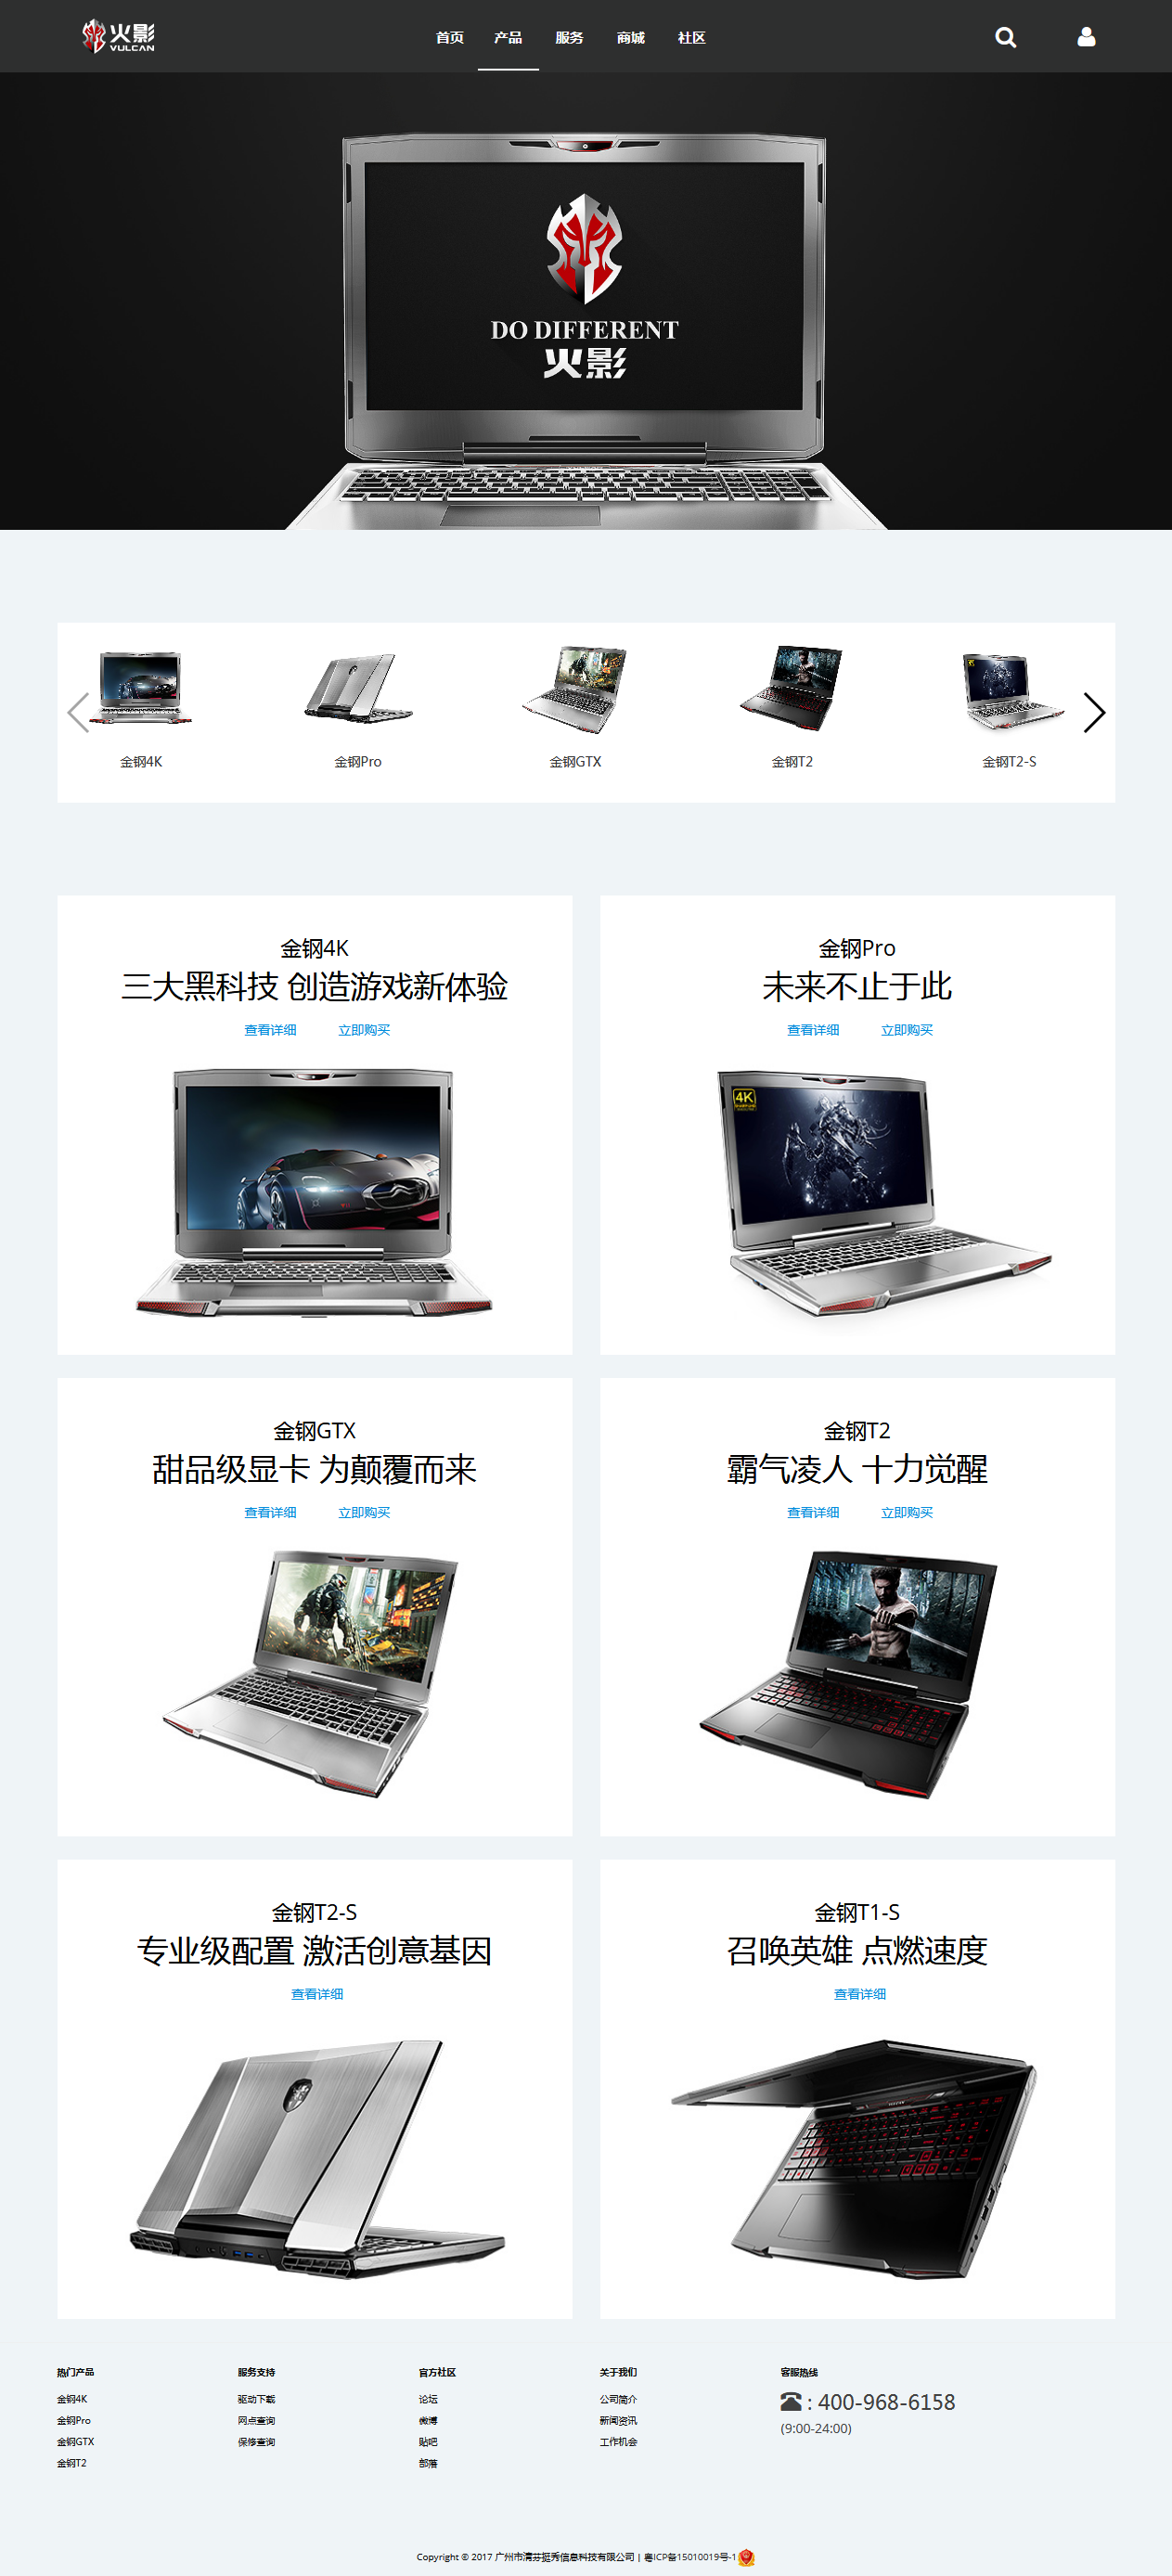 火影
VULCAN
首页 产品 服务 商城 社区
DO DIFFERENT
火影
金钢4K 金钢Pro 金钢GTX 金钢T2 金钢T2-S
金钢4K
三大黑科技 创造游戏新体验
查看详细 立即购买
金钢Pro
未来不止于此
查看详细 立即购买
4K
金钢GTX
甜品级显卡 为颠覆而来
查看详细 立即购买
金钢T2
霸气凌人 十力觉醒
查看详细 立即购买
金钢T2-S
专业级配置 激活创意基因
查看详细
金钢T1-S
召唤英雄 点燃速度
查看详细
热门产品
金钢4K
金钢Pro
金钢GTX
金钢T2
服务支持
驱动下载
网点查询
保修查询
官方社区
论坛
微博
贴吧
部落
关于我们
公司简介
新闻资讯
工作机会
客服热线
: 400-968-6158
(9:00-24:00)
Copyright © 2017 广州市清芬挺秀信息科技有限公司 | 粤ICP备15010019号-1